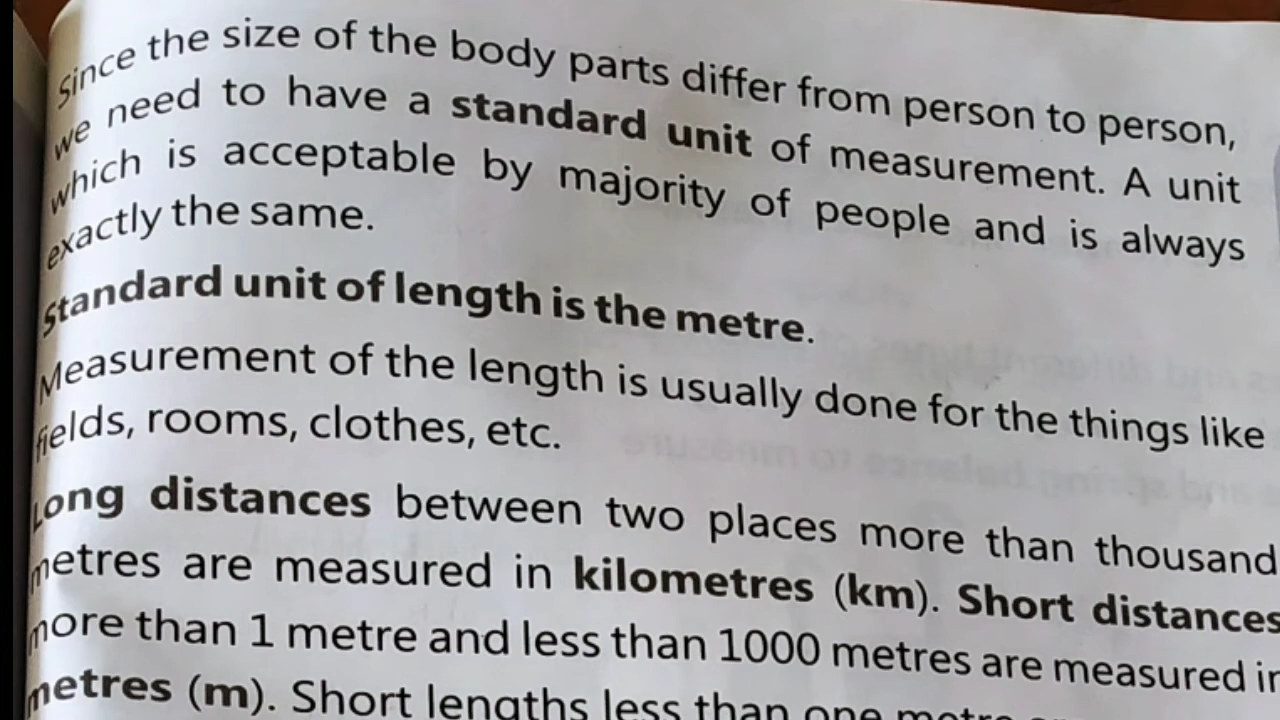 Since the size of the body parts differ from person to person,
we need to have a standard unit of measurement. A unit
which is acceptable by majority of people and is always
exactly the same.
Standard unit of length is the metre.
Measurement of the length is usually done for the things like
fields, rooms, clothes, etc.
Long distances between two places more than thousand
metres are measured in kilometres (km). Short distances
more than 1 metre and less than 1000 metres are measured in
metres (m). Short lengths less than one metre